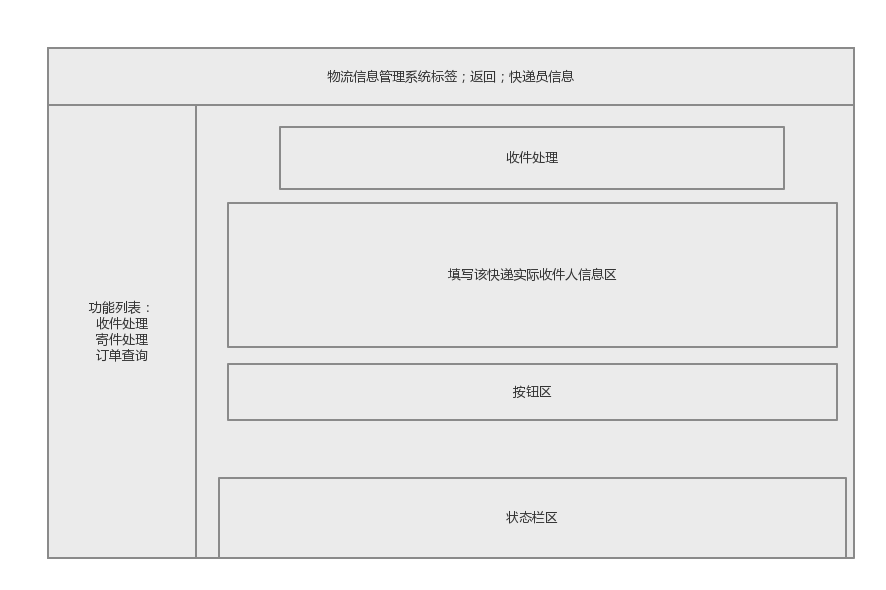 物流信息管理系统标签；返回；快递员信息
收件处理
填写该快递实际收件人信息区
功能列表：
收件处理
寄件处理
订单查询
按钮区
状态栏区